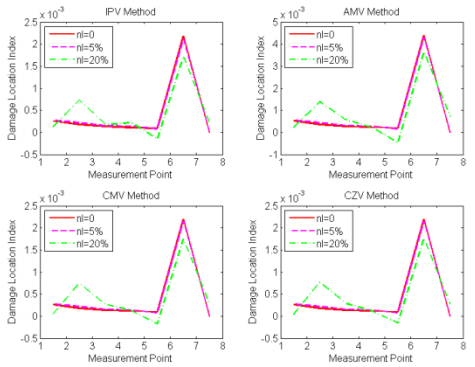 IPV Method
x 10⁻³
2.5
2
1.5
1
0.5
0
-0.5
Damage Location Index
nl=0
nl=5%
nl=20%
1 2 3 4 5 6 7 8
Measurement Point
AMV Method
x 10⁻³
5
4
3
2
1
0
-1
Damage Location Index
nl=0
nl=5%
nl=20%
1 2 3 4 5 6 7 8
Measurement Point
CMV Method
x 10⁻³
2.5
2
1.5
1
0.5
0
-0.5
Damage Location Index
nl=0
nl=5%
nl=20%
1 2 3 4 5 6 7 8
Measurement Point
CZV Method
x 10⁻³
2.5
2
1.5
1
0.5
0
-0.5
Damage Location Index
nl=0
nl=5%
nl=20%
1 2 3 4 5 6 7 8
Measurement Point